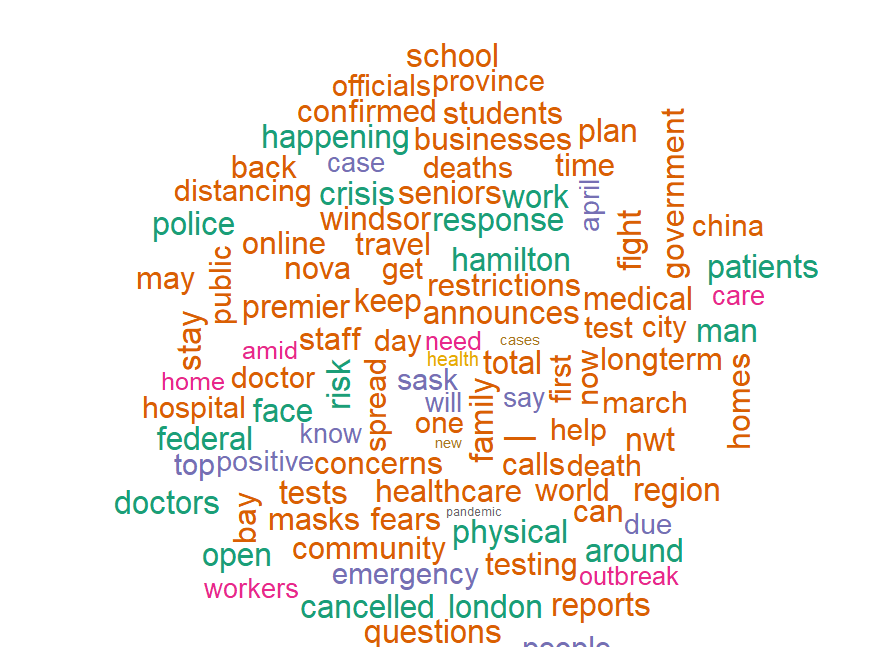 school
officials province
confirmed students
happening businesses plan
government
back case deaths time
distancing crisis seniors work april
police windsor response fight china
online travel
public nova get hamilton patients
may restrictions
premier keep announces medical care
stay staff day need cases test city man
amid health total longterm
home doctor risk sask first now homes
hospital face spread will say march
family
federal know one — help nwt
new
top positive concerns calls death
doctors tests healthcare world region
bay masks fears pandemic can due
physical
open community around
emergency testing outbreak
workers
cancelled london reports
questions
people